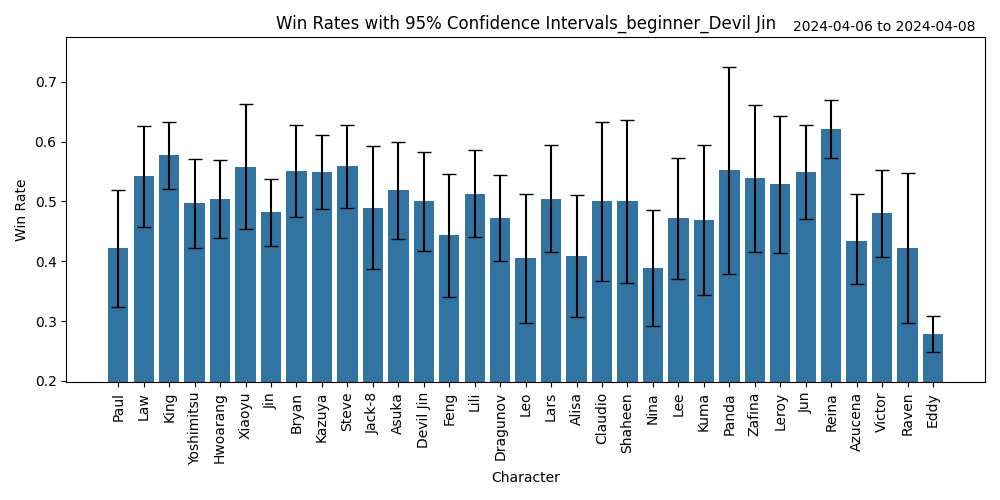 Win Rates with 95% Confidence Intervals_beginner_Devil Jin
2024-04-06 to 2024-04-08
Win Rate
0.7
0.6
0.5
0.4
0.3
0.2
Paul
Law
King
Yoshimitsu
Hwoarang
Xiaoyu
Jin
Bryan
Kazuya
Steve
Jack-8
Asuka
Devil Jin
Feng
Lili
Dragunov
Leo
Lars
Alisa
Claudio
Shaheen
Nina
Lee
Kuma
Panda
Zafina
Leroy
Jun
Reina
Azucena
Victor
Raven
Eddy
Character